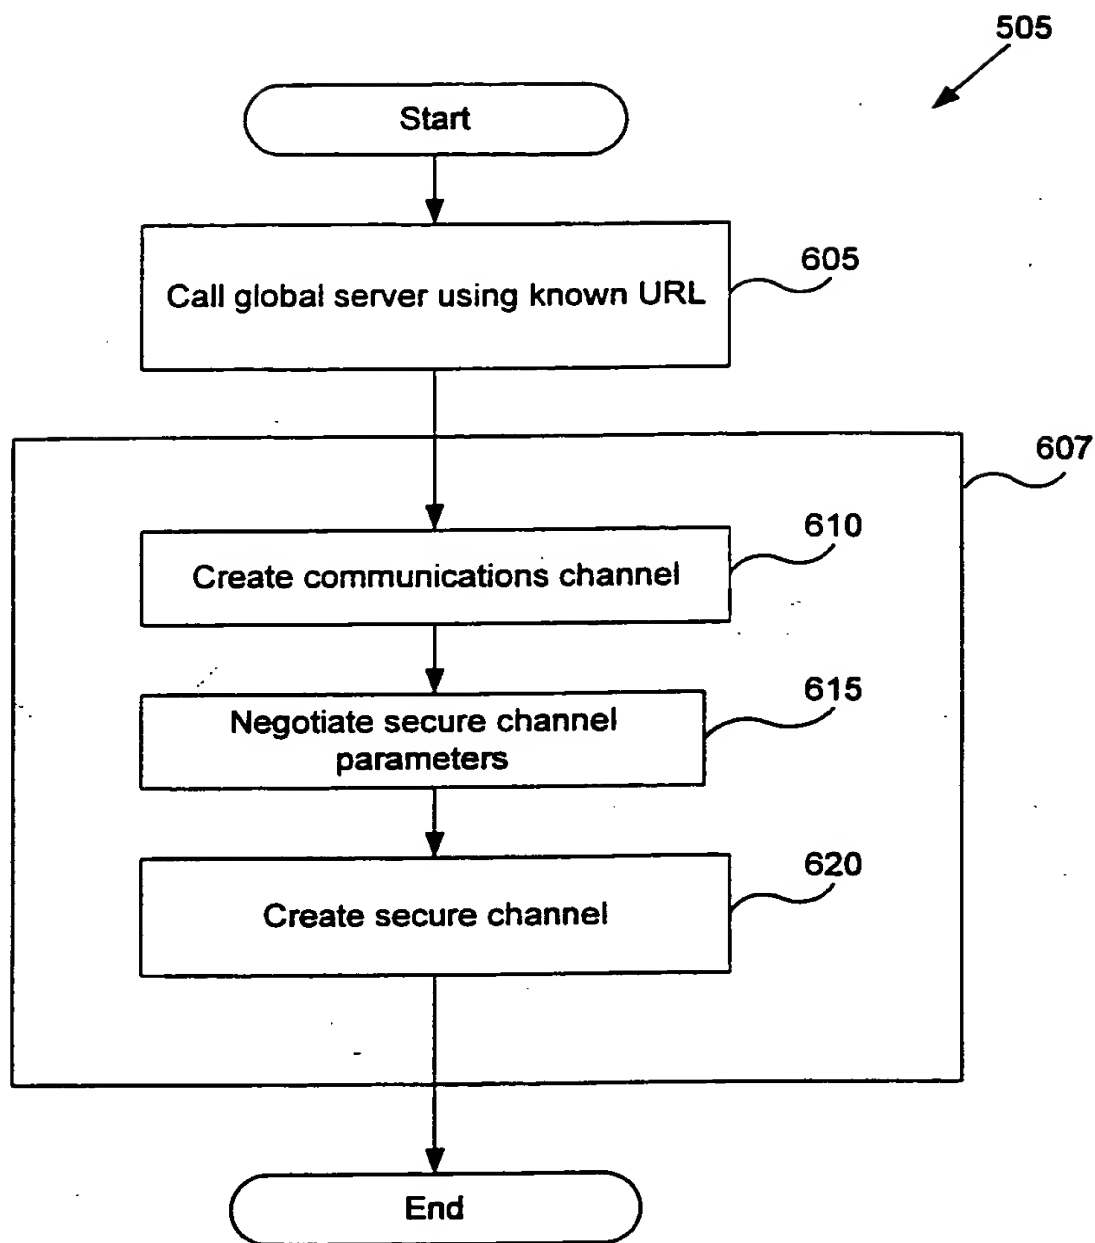 505
Start
Call global server using known URL
605
607
610
Create communications channel
615
Negotiate secure channel
parameters
620
Create secure channel
End